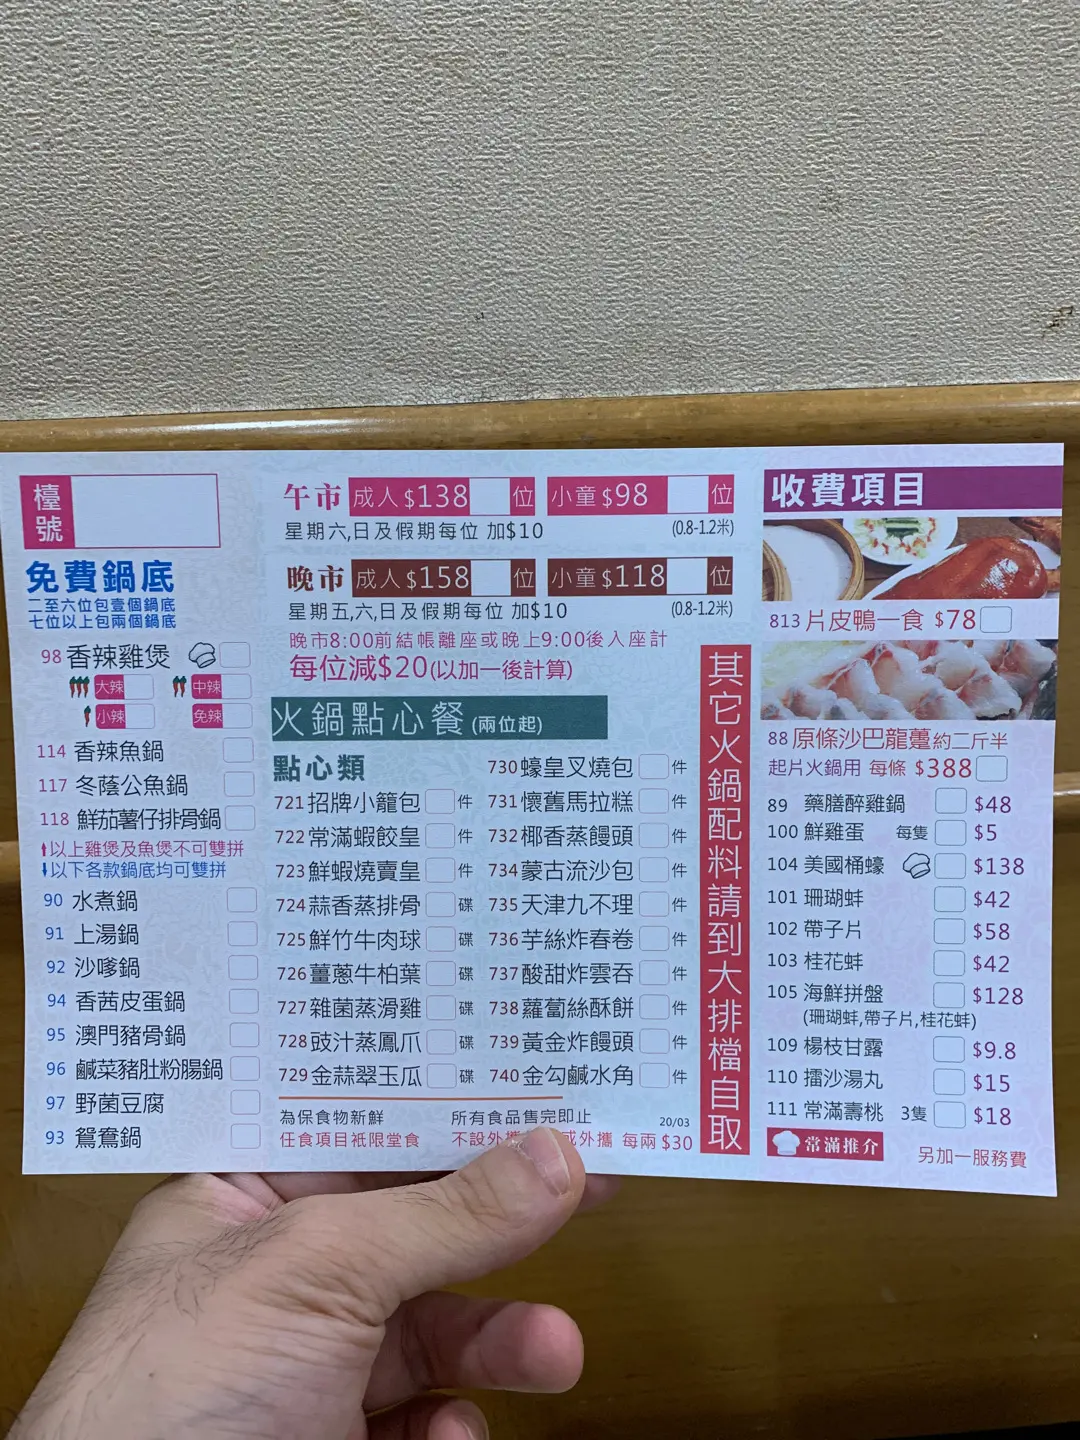 檯號
免費鍋底
二至六位包壹個鍋底
七位以上包兩個鍋底
98 香辣雞煲
大辣 中辣
小辣 免辣
114 香辣魚鍋
117 冬蔭公魚鍋
118 鮮茄薯仔排骨鍋
以上雞煲及魚煲不可雙拼
以下各款鍋底均可雙拼
90 水煮鍋
91 上湯鍋
92 沙嗲鍋
94 香茜皮蛋鍋
95 澳門豬骨鍋
96 鹹菜豬肚粉腸鍋
97 野菌豆腐
93 鴛鴦鍋
午市 成人$138 位 小童$98 位
星期六,日及假期每位 加$10 (0.8-1.2米)
晚市 成人$158 位 小童$118 位
星期五,六,日及假期每位 加$10 (0.8-1.2米)
晚市8:00前結帳離座或晚上9:00後入座計
每位減$20(以加一後計算)
火鍋點心餐(兩位起)
點心類
721 招牌小籠包 件
722 常滿蝦餃皇 件
723 鮮蝦燒賣皇 件
724 蒜香蒸排骨 碟
725 鮮竹牛肉球 碟
726 薑蔥牛柏葉 碟
727 雜菌蒸滑雞 碟
728 豉汁蒸鳳爪 碟
729 金蒜翠玉瓜 碟
730 蠔皇叉燒包 件
731 懷舊馬拉糕 件
732 椰香蒸饅頭 件
734 蒙古流沙包 件
735 天津九不理 件
736 芋絲炸春卷 件
737 酸甜炸雲吞 件
738 蘿蔔絲酥餅 件
739 黃金炸饅頭 件
740 金勾鹹水角 件
為保食物新鮮 所有食品售完即止 20/03
任食項目衹限堂食 不設外 或外攜 每兩 $30
其它火鍋配料請到大排檔自取
收費項目
813 片皮鴨一食 $78
88 原條沙巴龍躉約二斤半
起片火鍋用 每條 $388
89 藥膳醉雞鍋 $48
100 鮮雞蛋 每隻 $5
104 美國桶蠔 $138
101 珊瑚蚌 $42
102 帶子片 $58
103 桂花蚌 $42
105 海鮮拼盤 $128
(珊瑚蚌,帶子片,桂花蚌)
109 楊枝甘露 $9.8
110 擂沙湯丸 $15
111 常滿壽桃 3隻 $18
常滿推介 另加一服務費